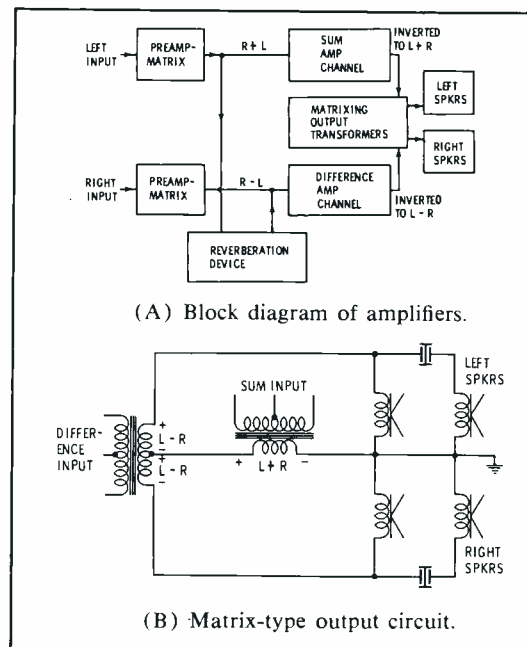 LEFT
INPUT
PREAMP-
MATRIX
R+L
SUM
AMP
CHANNEL
INVERTED
TO L+R
MATRIXING
OUTPUT
TRANSFORMERS
LEFT
SPKRS
RIGHT
SPKRS
RIGHT
INPUT
PREAMP-
MATRIX
R-L
DIFFERENCE
AMP
CHANNEL
INVERTED
TO L-R
REVERBERATION
DEVICE
(A) Block diagram of amplifiers.
SUM INPUT
LEFT
SPKRS
DIFFER-
ENCE
INPUT
+
L-R
-
+
L-R
-
+ L+R -
RIGHT
SPKRS
(B) Matrix-type output circuit.